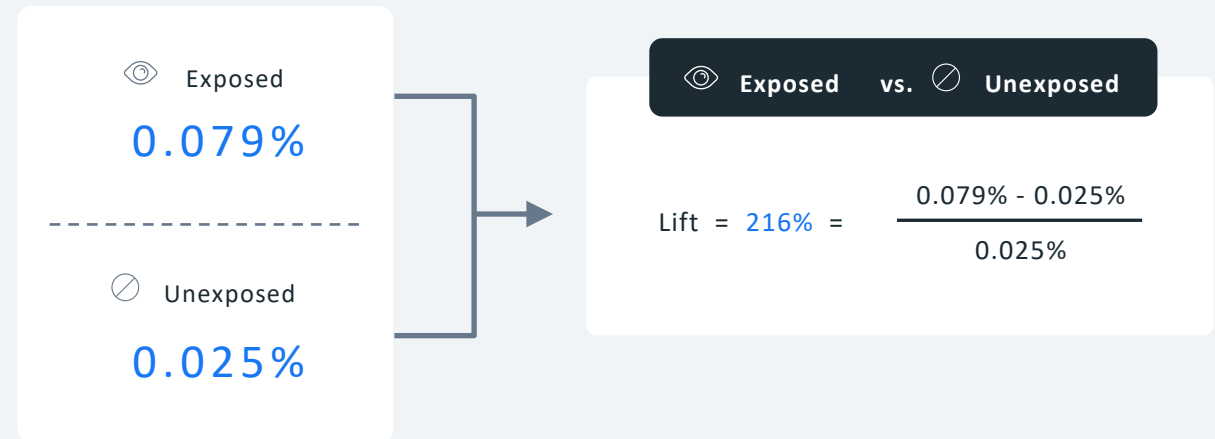 Exposed
0.079%
Unexposed
0.025%
Exposed vs. Unexposed
0.079% - 0.025%
Lift = 216% =
0.025%